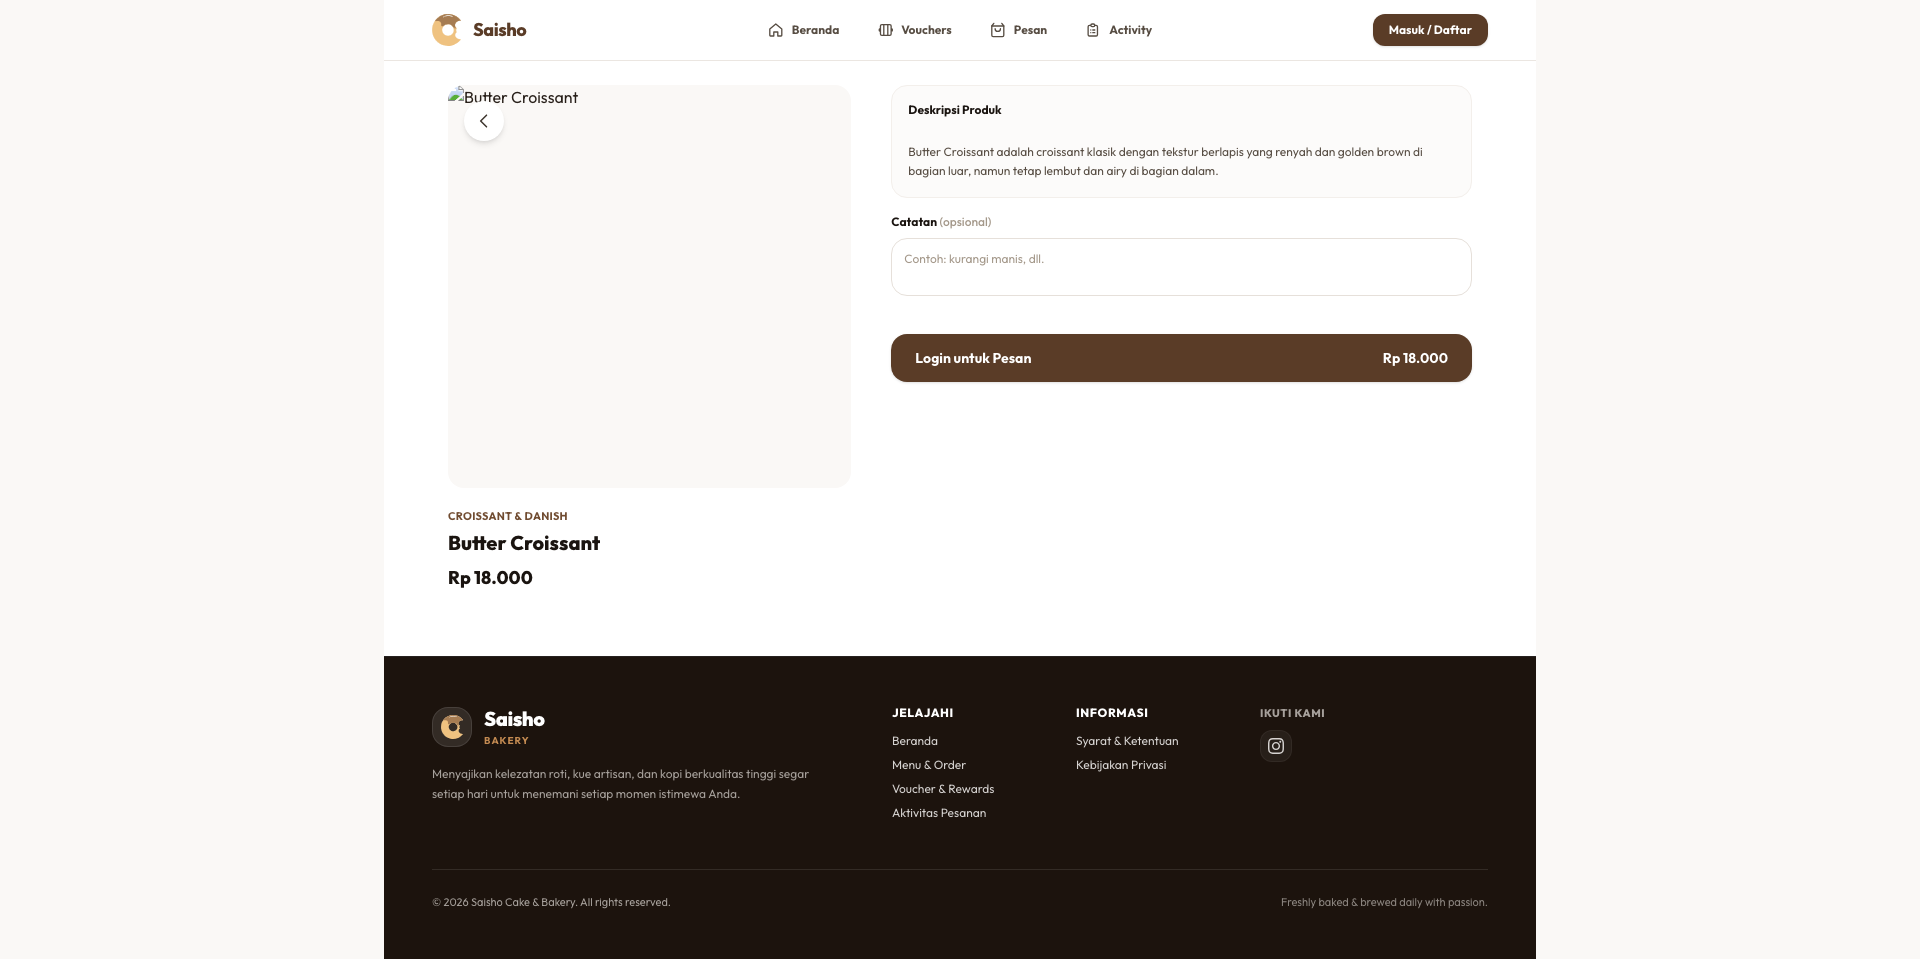 Saisho
Beranda
Vouchers
Pesan
Activity
Masuk / Daftar
Butter Croissant
CROISSANT & DANISH
Butter Croissant
Rp 18.000
Deskripsi Produk
Butter Croissant adalah croissant klasik dengan tekstur berlapis yang renyah dan golden brown di
bagian luar, namun tetap lembut dan airy di bagian dalam.
Catatan (opsional)
Contoh: kurangi manis, dll.
Login untuk Pesan Rp 18.000
Saisho
BAKERY
Menyajikan kelezatan roti, kue artisan, dan kopi berkualitas tinggi segar
setiap hari untuk menemani setiap momen istimewa Anda.
JELAJAHI
Beranda
Menu & Order
Voucher & Rewards
Aktivitas Pesanan
INFORMASI
Syarat & Ketentuan
Kebijakan Privasi
IKUTI KAMI
© 2026 Saisho Cake & Bakery. All rights reserved.
Freshly baked & brewed daily with passion.